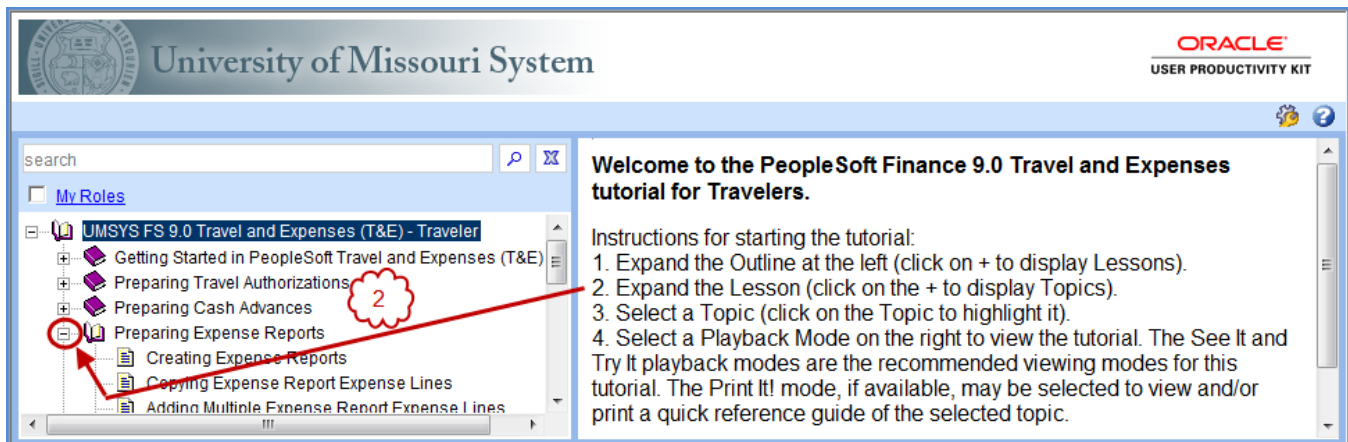 University of Missouri System
ORACLE
USER PRODUCTIVITY KIT
search
My Roles
UMSYS FS 9.0 Travel and Expenses (T&E) - Traveler
Getting Started in PeopleSoft Travel and Expenses (T&E)
Preparing Travel Authorizations
Preparing Cash Advances
Preparing Expense Reports
Creating Expense Reports
Copying Expense Report Expense Lines
Adding Multiple Expense Report Expense Lines
2
Welcome to the PeopleSoft Finance 9.0 Travel and Expenses
tutorial for Travelers.
Instructions for starting the tutorial:
1. Expand the Outline at the left (click on + to display Lessons).
2. Expand the Lesson (click on the + to display Topics).
3. Select a Topic (click on the Topic to highlight it).
4. Select a Playback Mode on the right to view the tutorial. The See It and
Try It playback modes are the recommended viewing modes for this
tutorial. The Print It! mode, if available, may be selected to view and/or
print a quick reference guide of the selected topic.